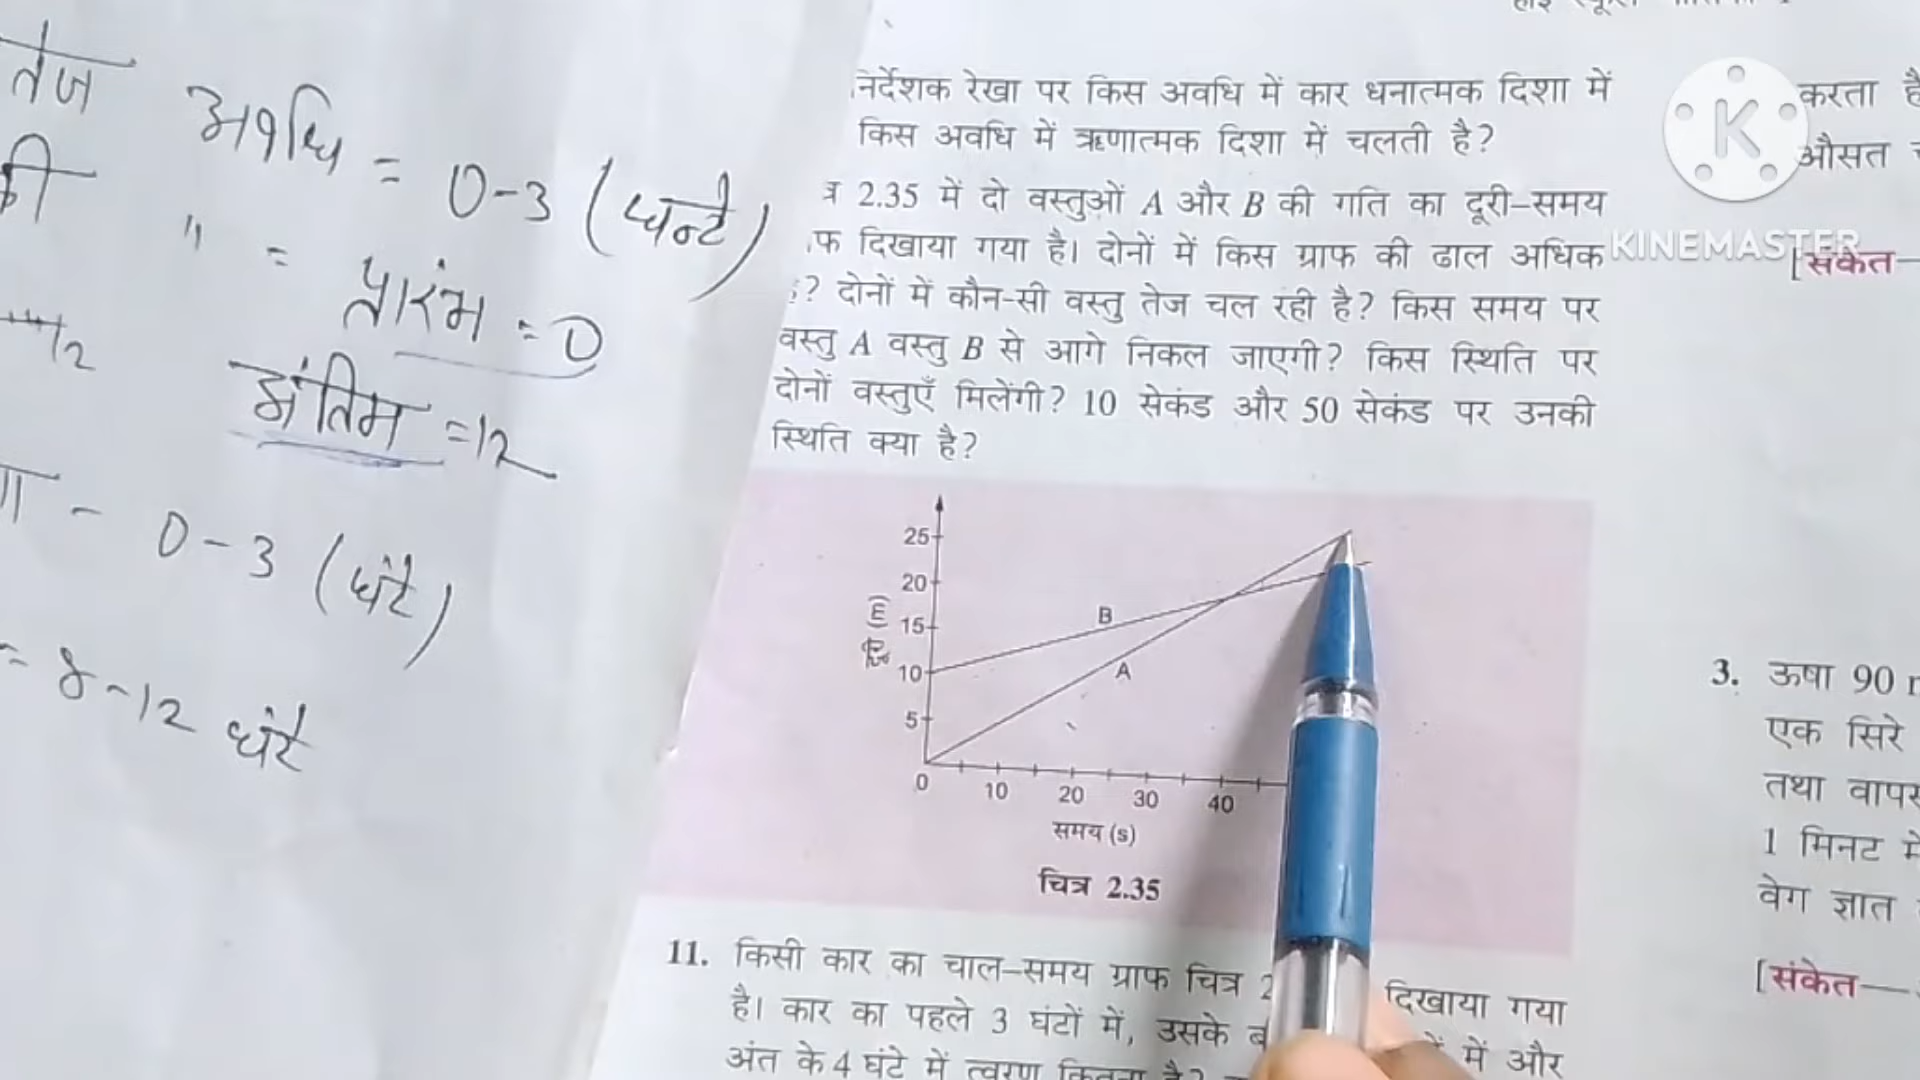 तेज
अवधि = 0-3 (घन्टे)
की " = प्रारंभ = 0
अंतिम = 12
0-3 (घंटे)
= 8-12 घंटे
निर्देशक रेखा पर किस अवधि में कार धनात्मक दिशा में
किस अवधि में ऋणात्मक दिशा में चलती है?
2.35 में दो वस्तुओं A और B की गति का दूरी-समय
दिखाया गया है। दोनों में किस ग्राफ की ढाल अधिक
? दोनों में कौन-सी वस्तु तेज चल रही है? किस समय पर
वस्तु A वस्तु B से आगे निकल जाएगी? किस स्थिति पर
दोनों वस्तुएँ मिलेंगी? 10 सेकंड और 50 सेकंड पर उनकी
स्थिति क्या है?
25
20
15
10
5
दूरी (m)
B
A
0 10 20 30 40
समय (s)
चित्र 2.35
11. किसी कार का चाल-समय ग्राफ चित्र 2 दिखाया गया
है। कार का पहले 3 घंटों में, उसके में और
अंत के 4 घंटे में त्वरण कितना है?
K
KINEMASTER
करता है
औसत
[संकेत—
3. ऊषा 90
एक सिरे
तथा वापस
1 मिनट में
वेग ज्ञात
[संकेत—